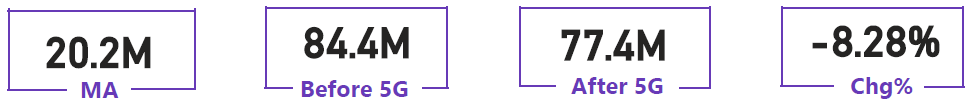 20.2M
MA
84.4M
Before 5G
77.4M
After 5G
-8.28%
Chg%